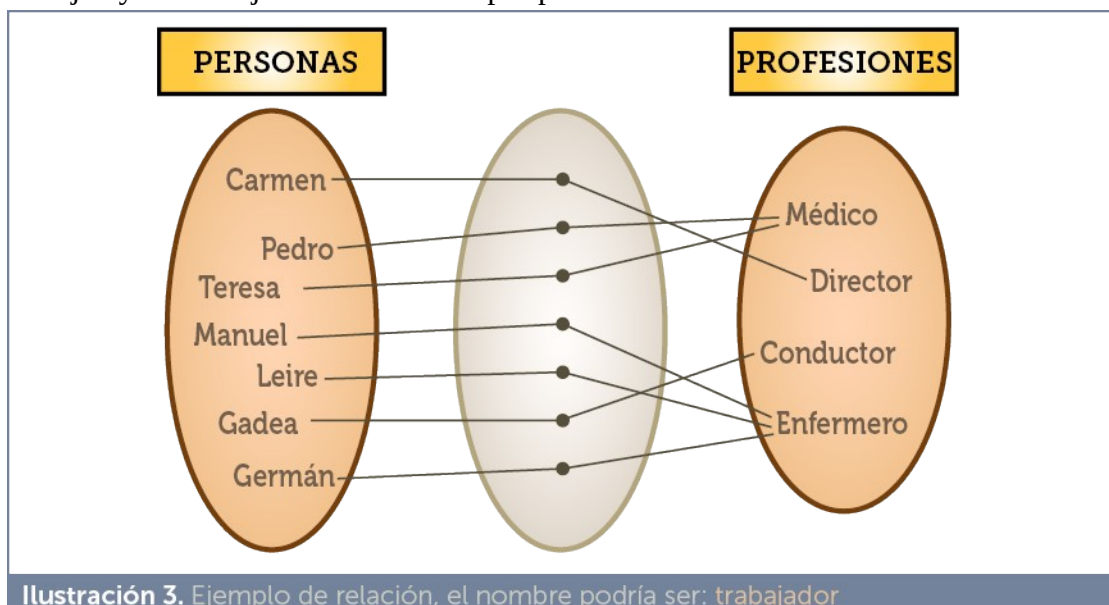 PERSONAS
PROFESIONES
Carmen
Pedro
Teresa
Manuel
Leire
Gadea
Germán
Médico
Director
Conductor
Enfermero
Ilustración 3. Ejemplo de relación, el nombre podría ser: trabajador